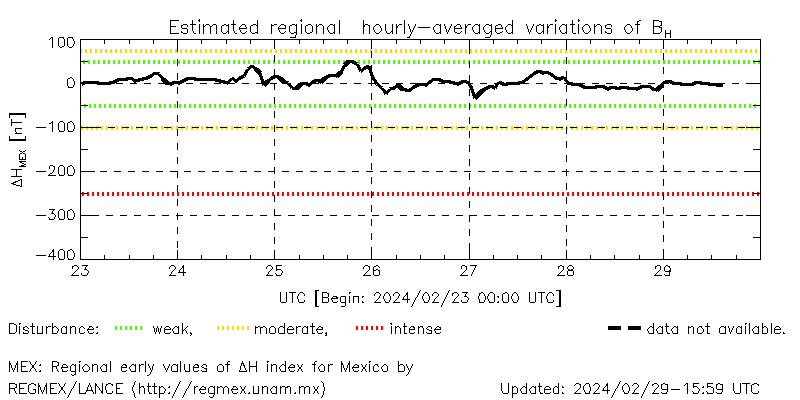 Estimated regional hourly-averaged variations of B_H
100
0
-100
-200
-300
-400
ΔH_MEX [nT]
23 24 25 26 27 28 29
UTC [Begin: 2024/02/23 00:00 UTC]
Disturbance: weak, moderate, intense data not available.
MEX: Regional early values of ΔH index for Mexico by
REGMEX/LANCE (http://regmex.unam.mx) Updated: 2024/02/29-15:59 UTC